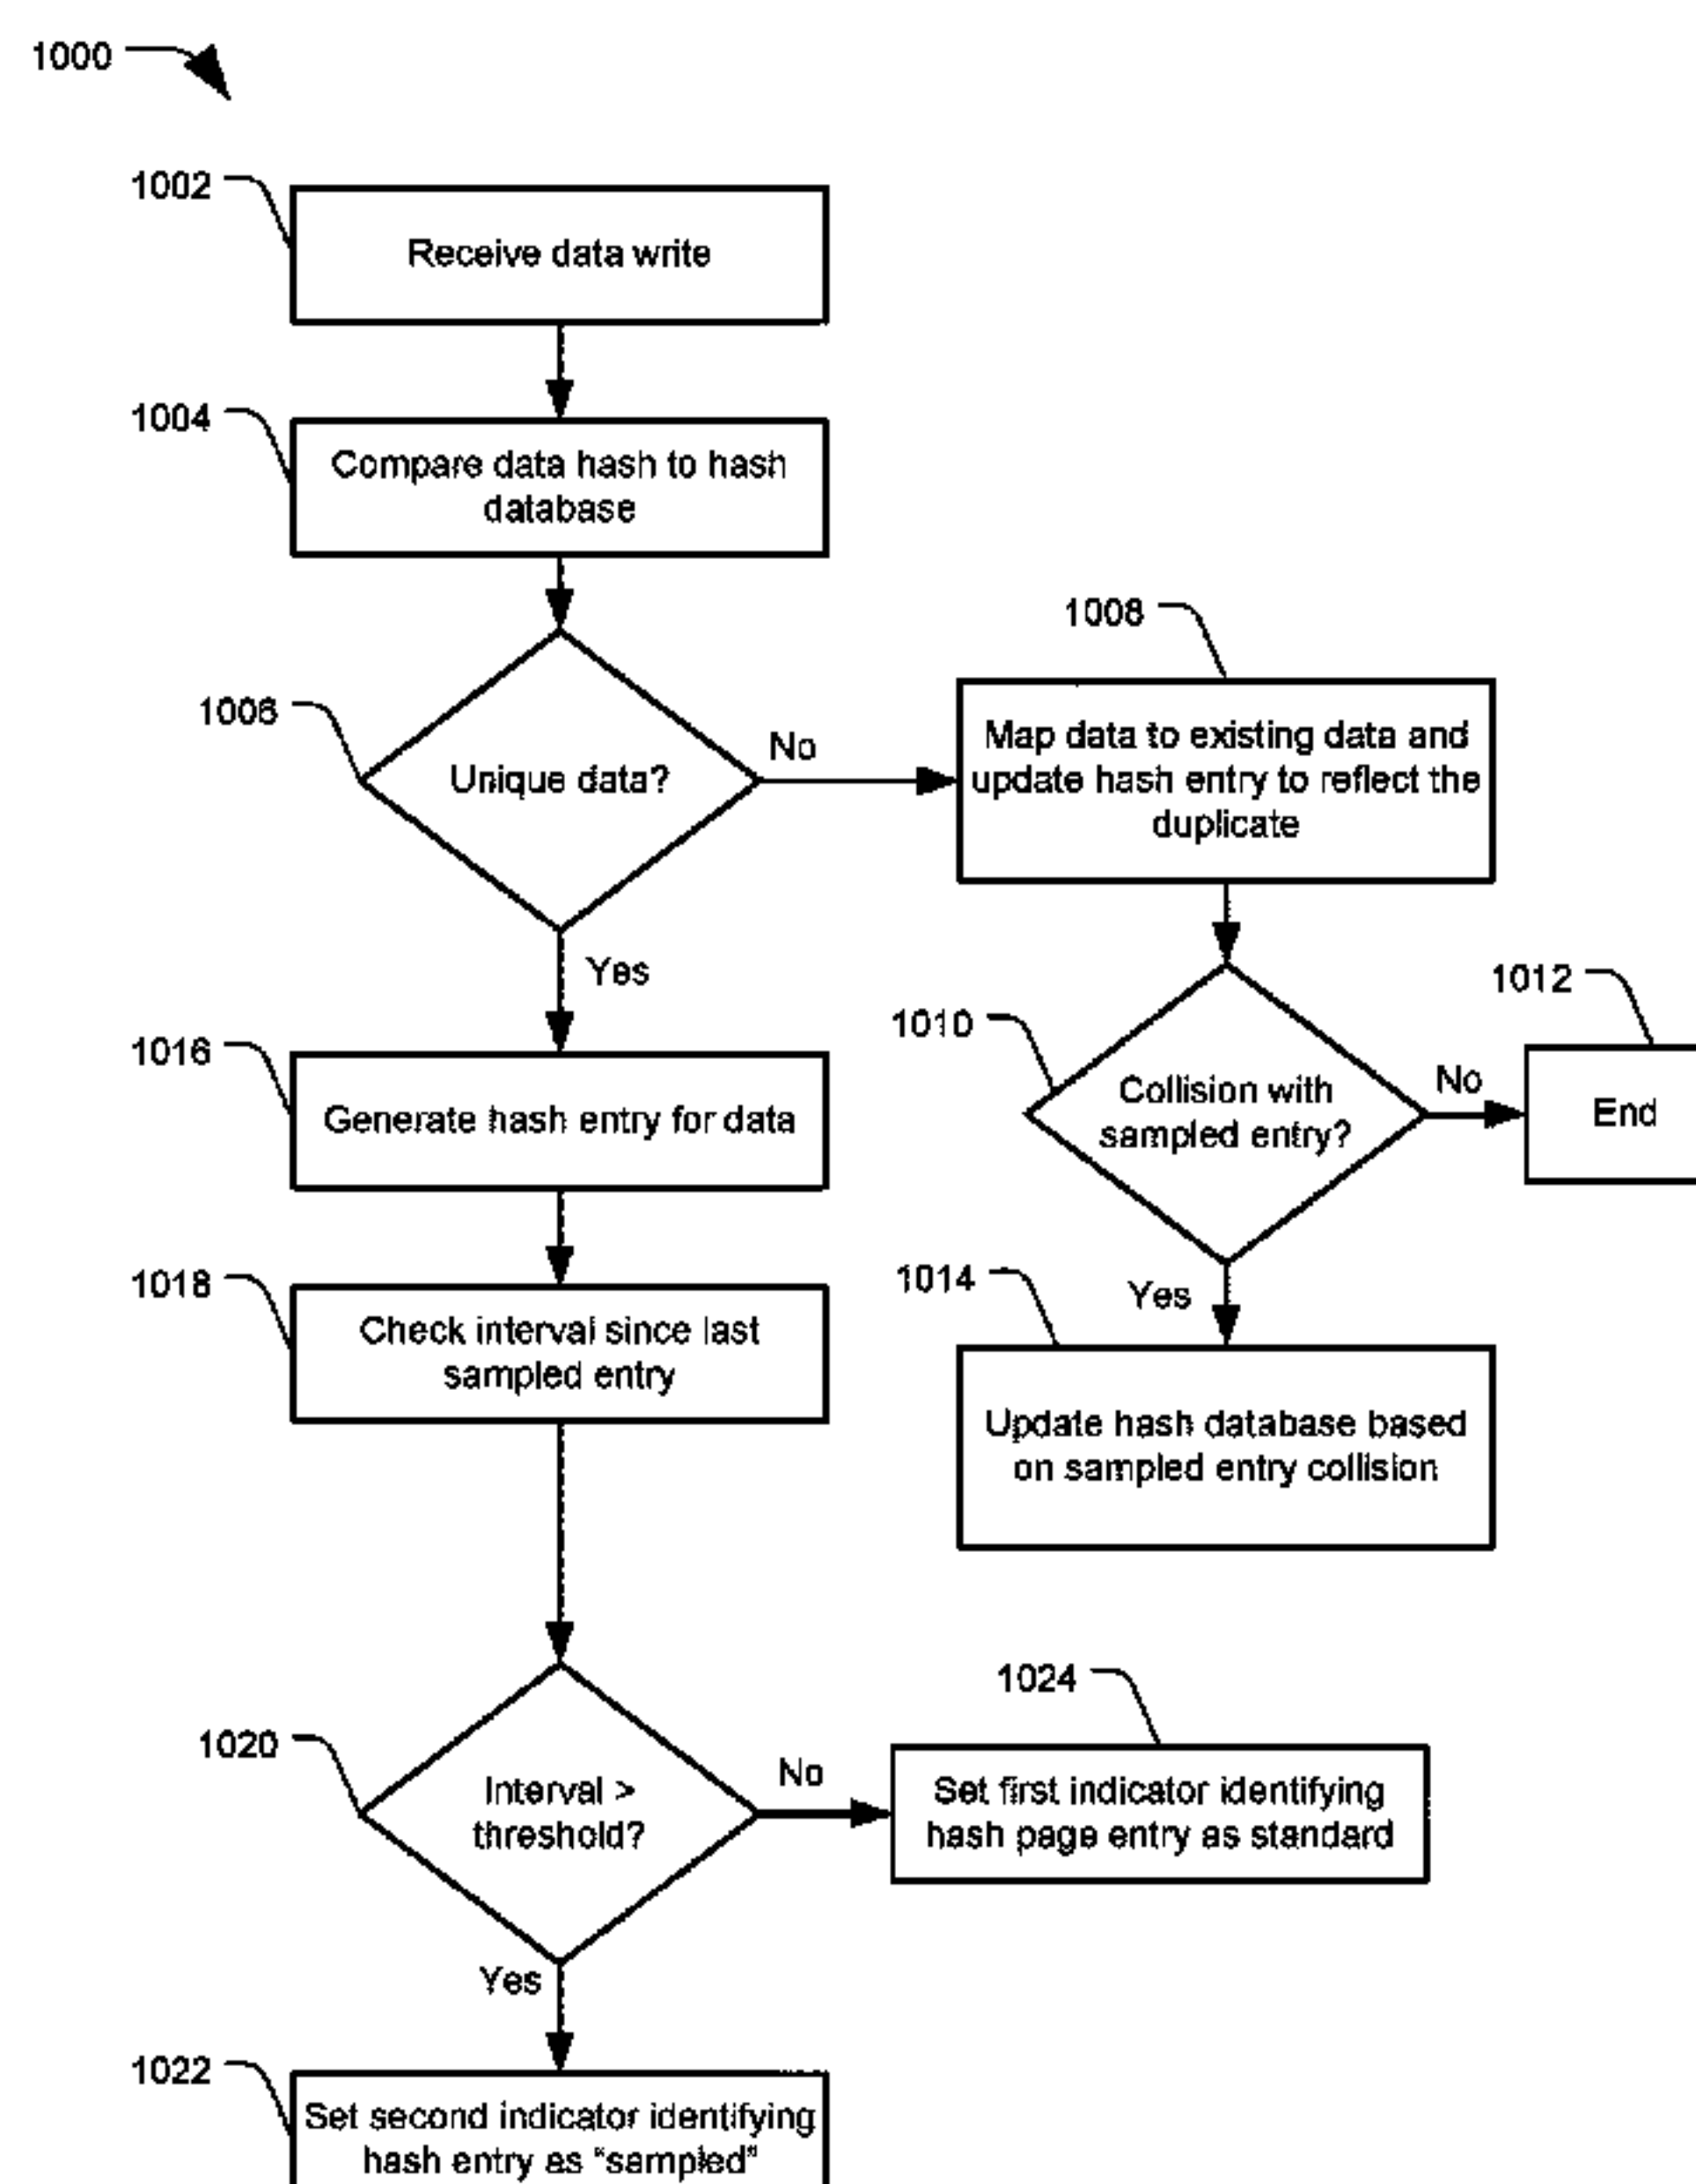 1000
1002
Receive data write
1004
Compare data hash to hash
database
1006
Unique data?
No
1008
Map data to existing data and
update hash entry to reflect the
duplicate
Yes
1010
Collision with
sampled entry?
No
1012
End
1016
Generate hash entry for data
1014
Yes
Update hash database based
on sampled entry collision
1018
Check interval since last
sampled entry
1020
Interval >
threshold?
No
1024
Set first indicator identifying
hash page entry as standard
Yes
1022
Set second indicator identifying
hash entry as "sampled"